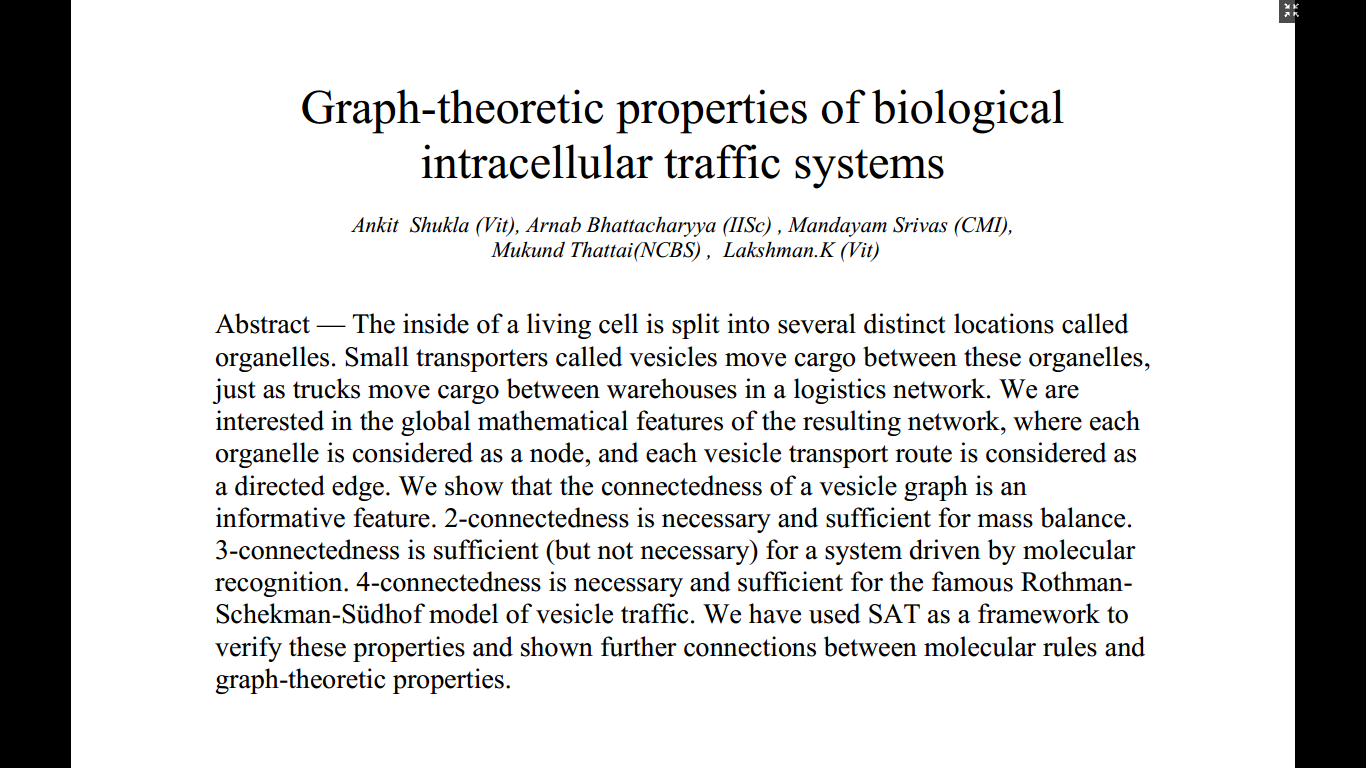 Graph-theoretic properties of biological
intracellular traffic systems
Ankit  Shukla (Vit), Arnab Bhattacharyya (IISc) , Mandayam Srivas (CMI),
Mukund Thattai(NCBS) ,  Lakshman.K (Vit)
Abstract — The inside of a living cell is split into several distinct locations called
organelles. Small transporters called vesicles move cargo between these organelles,
just as trucks move cargo between warehouses in a logistics network. We are
interested in the global mathematical features of the resulting network, where each
organelle is considered as a node, and each vesicle transport route is considered as
a directed edge. We show that the connectedness of a vesicle graph is an
informative feature. 2-connectedness is necessary and sufficient for mass balance.
3-connectedness is sufficient (but not necessary) for a system driven by molecular
recognition. 4-connectedness is necessary and sufficient for the famous Rothman-
Schekman-Südhof model of vesicle traffic. We have used SAT as a framework to
verify these properties and shown further connections between molecular rules and
graph-theoretic properties.